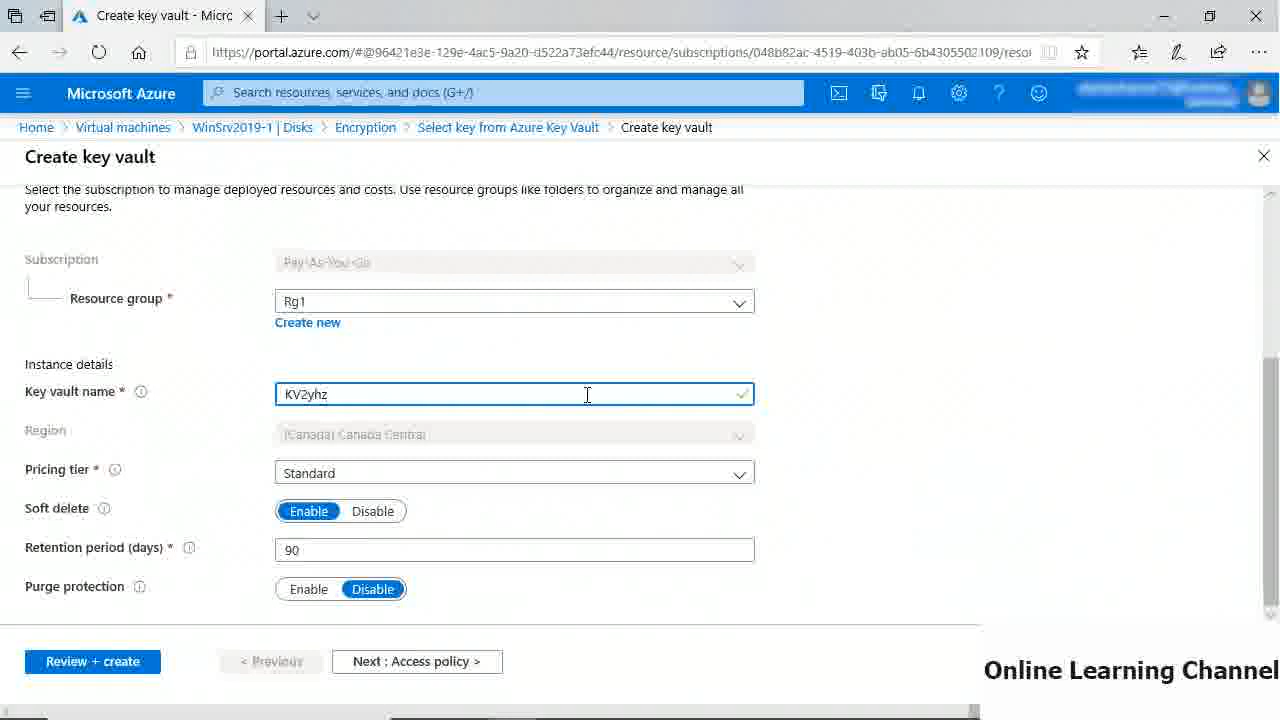 Create key vault - Micro
https://portal.azure.com/#@96421e3e-129e-4ac5-9a20-d522a73efc44/resource/subscriptions/048b82ac-4519-403b-ab05-6b4305502109/resou
Microsoft Azure
Search resources, services, and docs (G+/)
Home > Virtual machines > WinSrv2019-1 | Disks > Encryption > Select key from Azure Key Vault > Create key vault
Create key vault
Select the subscription to manage deployed resources and costs. Use resource groups like folders to organize and manage all
your resources.
Subscription
Pay-As-You-Go
Resource group *
Rg1
Create new
Instance details
Key vault name *
KV2yhz
Region
(Canada) Canada Central
Pricing tier *
Standard
Soft delete
Enable Disable
Retention period (days) *
90
Purge protection
Enable Disable
Review + create
< Previous
Next : Access policy >
Online Learning Channel